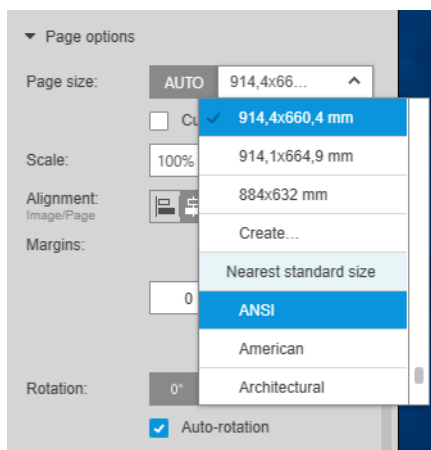 Page options
Page size:
AUTO
914,4x66...
Cu
914,4x660,4 mm
914,1x664,9 mm
884x632 mm
Create...
Nearest standard size
ANSI
American
Architectural
Scale:
100%
Alignment:
Image/Page
Margins:
0
Rotation:
0°
Auto-rotation